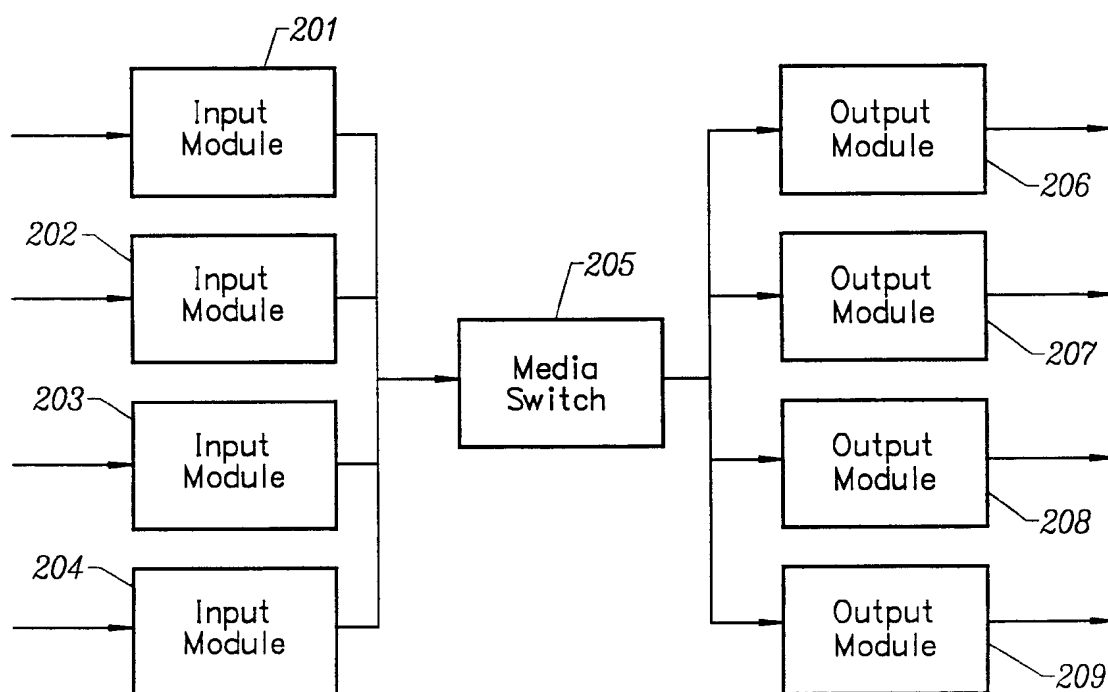 201
Input
Module
202
Input
Module
203
Input
Module
204
Input
Module
205
Media
Switch
Output
Module
206
Output
Module
207
Output
Module
208
Output
Module
209